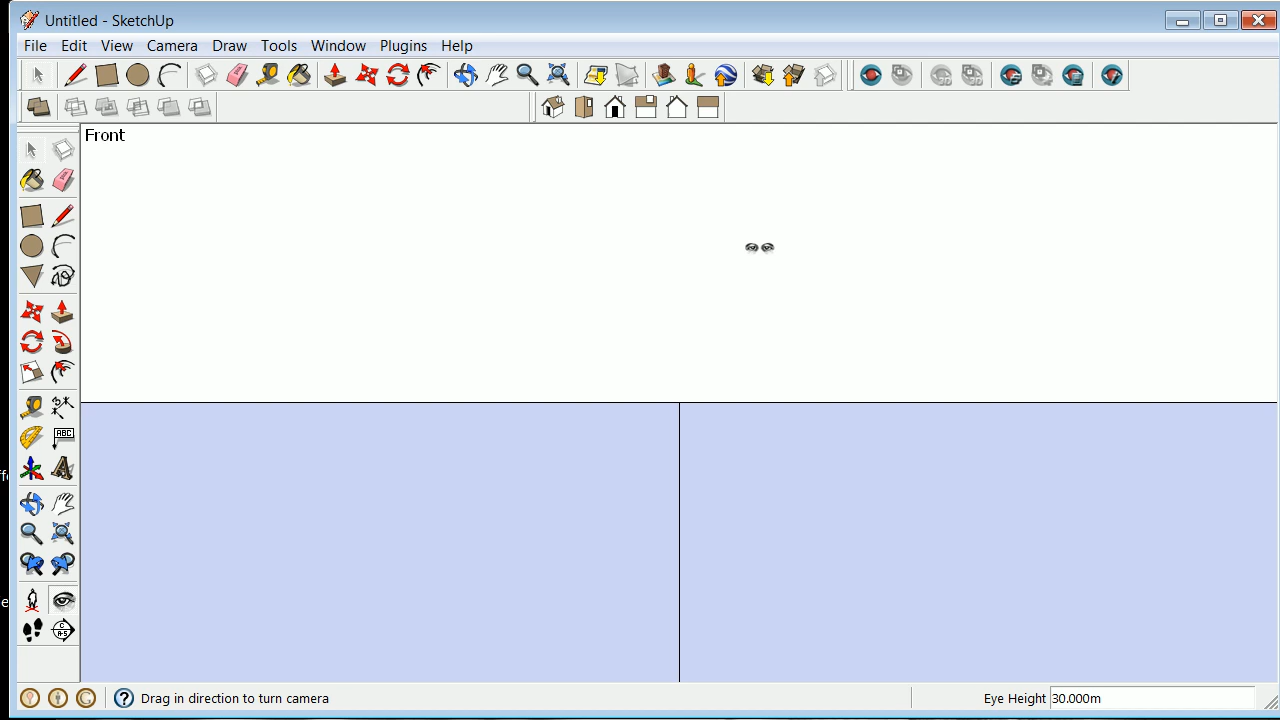 Untitled - SketchUp
File Edit View Camera Draw Tools Window Plugins Help
Front
ABC
Drag in direction to turn camera
Eye Height 30.000m